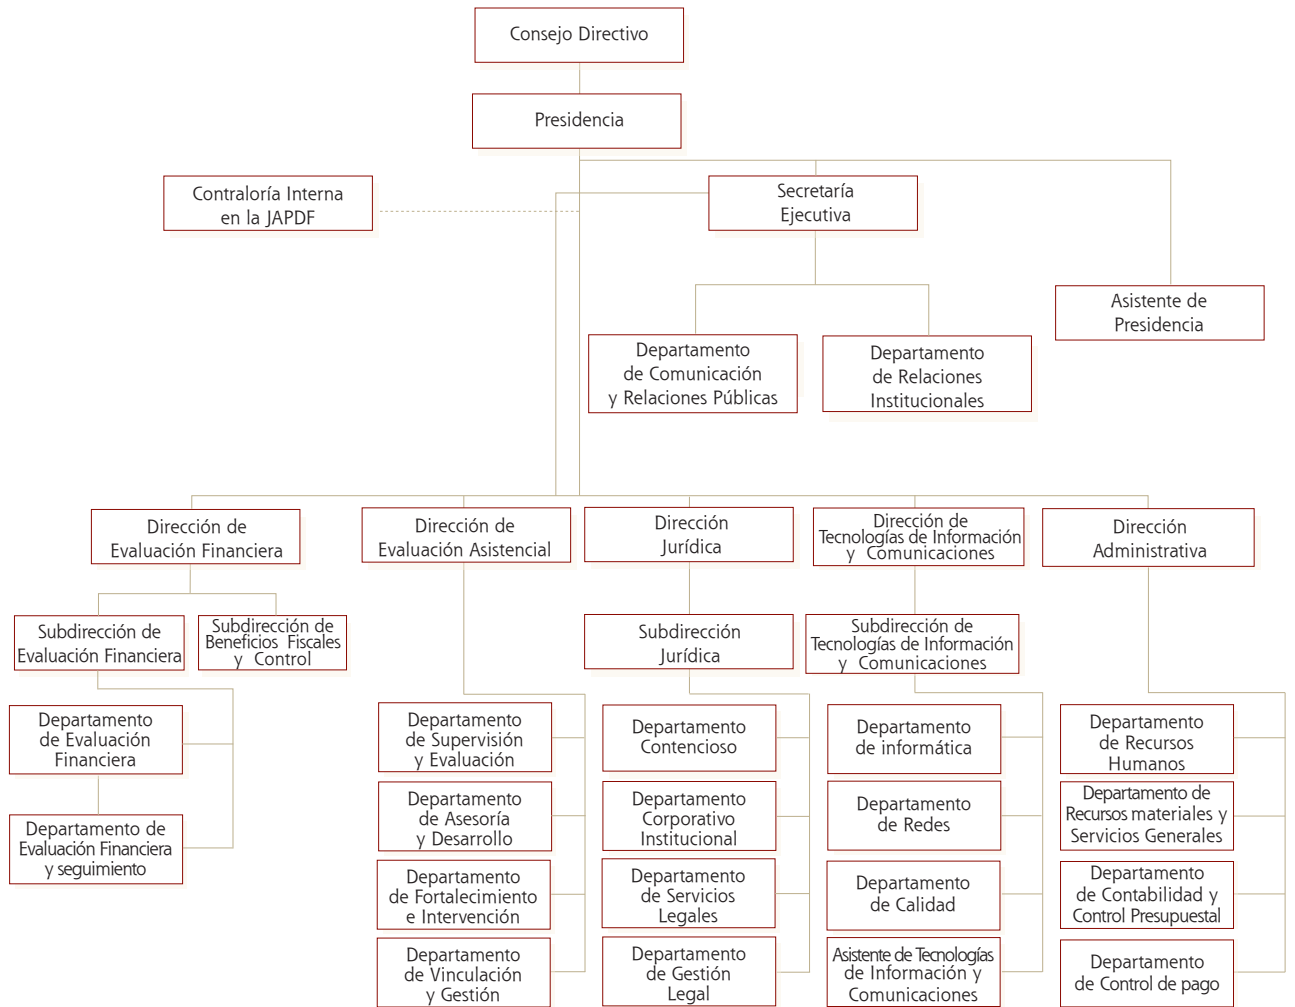 Consejo Directivo
Presidencia
Contraloría Interna
en la JAPDF
Secretaría
Ejecutiva
Asistente de
Presidencia
Departamento
de Comunicación
y Relaciones Públicas
Departamento
de Relaciones
Institucionales
Dirección de
Evaluación Financiera
Dirección de
Evaluación Asistencial
Dirección
Jurídica
Dirección de
Tecnologías de Información
y Comunicaciones
Dirección
Administrativa
Subdirección de
Evaluación Financiera
Subdirección de
Beneficios Fiscales
y Control
Subdirección
Jurídica
Subdirección de
Tecnologías de Información
y Comunicaciones
Departamento
de Evaluación
Financiera
Departamento de
Evaluación Financiera
y seguimiento
Departamento
de Supervisión
y Evaluación
Departamento
de Asesoría
y Desarrollo
Departamento
de Fortalecimiento
e Intervención
Departamento
de Vinculación
y Gestión
Departamento
Contencioso
Departamento
Corporativo
Institucional
Departamento
de Servicios
Legales
Departamento
de Gestión
Legal
Departamento
de informática
Departamento
de Redes
Departamento
de Calidad
Asistente de Tecnologías
de Información y
Comunicaciones
Departamento
de Recursos
Humanos
Departamento de
Recursos materiales y
Servicios Generales
Departamento
de Contabilidad y
Control Presupuestal
Departamento
de Control de pago